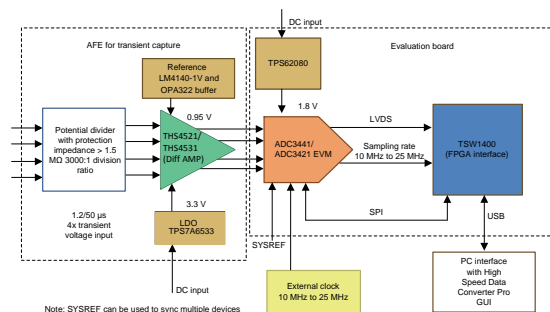 DC input
AFE for transient capture
Evaluation board
Reference
LM4140-1V and
OPA322 buffer
TPS62080
0.95 V
1.8 V
LVDS
Potential divider
with protection
impedance > 1.5
MΩ 3000:1 division
ratio
THS4521/
THS4531
(Diff AMP)
ADC3441/
ADC3421 EVM
Sampling rate
10 MHz to 25 MHz
TSW1400
(FPGA interface)
1.2/50 µs
4x transient
voltage input
3.3 V
LDO
TPS7A6533
SPI
USB
SYSREF
DC input
External clock
10 MHz to 25 MHz
PC interface
with High
Speed Data
Converter Pro
GUI
Note: SYSREF can be used to sync multiple devices